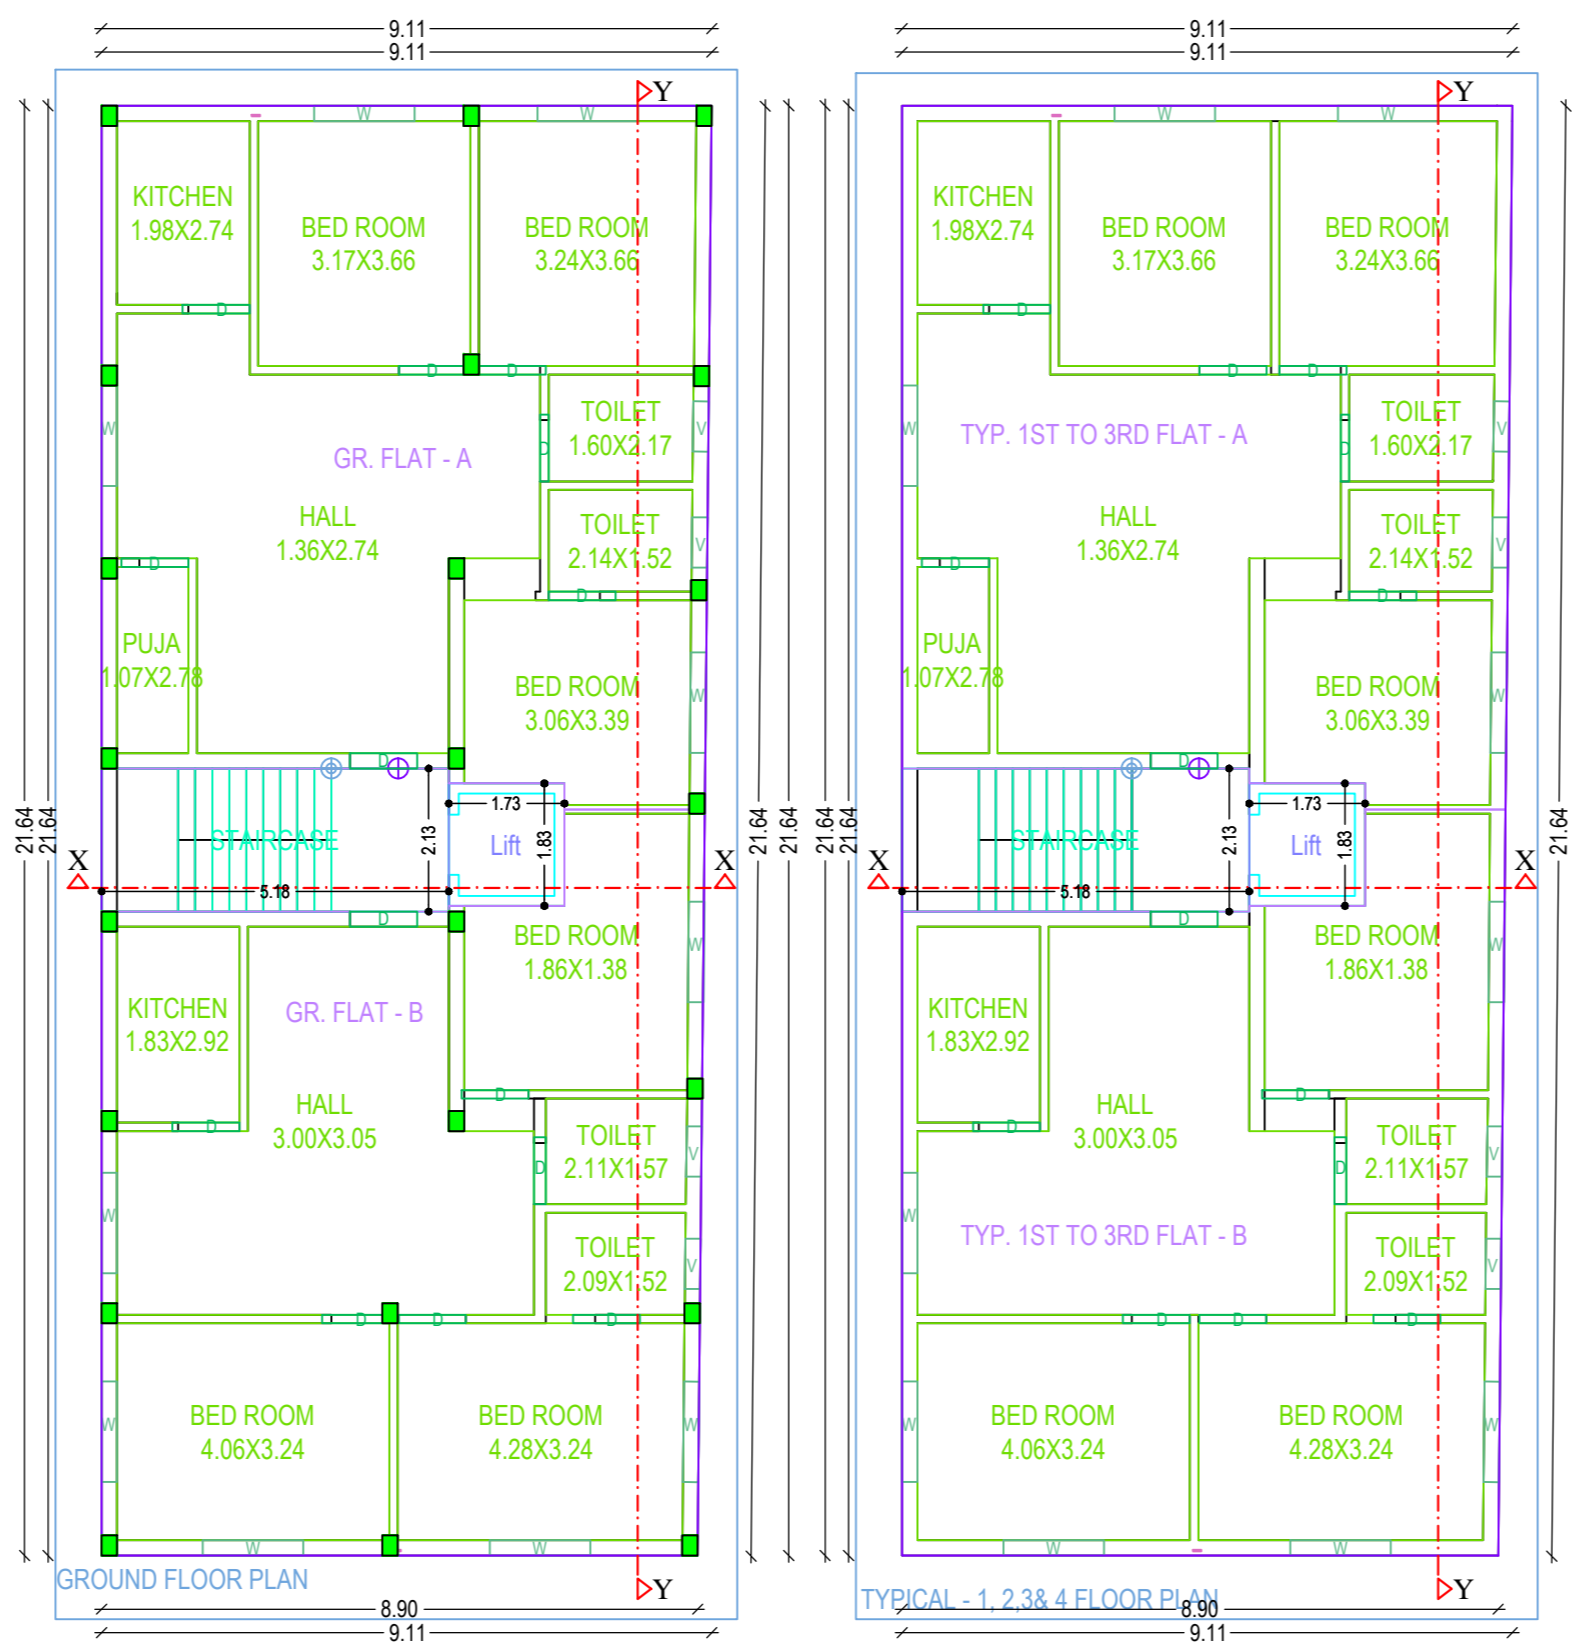 9.11
9.11
Y
W
W
KITCHEN
1.98X2.74
BED ROOM
3.17X3.66
BED ROOM
3.24X3.66
D
D
D
TOILET
1.60X2.17
W
V
D
GR. FLAT - A
HALL
1.36X2.74
TOILET
2.14X1.52
V
D
D
PUJA
1.07X2.78
BED ROOM
3.06X3.39
W
D
21.64
21.64
21.64
21.64
STAIRCASE
2.13
1.73
Lift
1.83
X
X
5.18
D
BED ROOM
1.86X1.38
W
KITCHEN
1.83X2.92
GR. FLAT - B
D
HALL
3.00X3.05
D
TOILET
2.11X1.57
V
D
W
TOILET
2.09X1.52
V
D
D
D
BED ROOM
4.06X3.24
BED ROOM
4.28X3.24
W
W
W
W
GROUND FLOOR PLAN
Y
8.90
9.11
9.11
9.11
Y
W
W
KITCHEN
1.98X2.74
BED ROOM
3.17X3.66
BED ROOM
3.24X3.66
D
D
D
TOILET
1.60X2.17
W
V
D
TYP. 1ST TO 3RD FLAT - A
HALL
1.36X2.74
TOILET
2.14X1.52
V
D
D
PUJA
1.07X2.78
BED ROOM
3.06X3.39
W
D
21.64
21.64
21.64
STAIRCASE
2.13
1.73
Lift
1.83
X
X
5.18
D
BED ROOM
1.86X1.38
W
KITCHEN
1.83X2.92
D
HALL
3.00X3.05
D
TOILET
2.11X1.57
V
D
W
TYP. 1ST TO 3RD FLAT - B
TOILET
2.09X1.52
V
D
D
D
BED ROOM
4.06X3.24
BED ROOM
4.28X3.24
W
W
W
W
TYPICAL - 1, 2,3& 4 FLOOR PLAN
Y
8.90
9.11